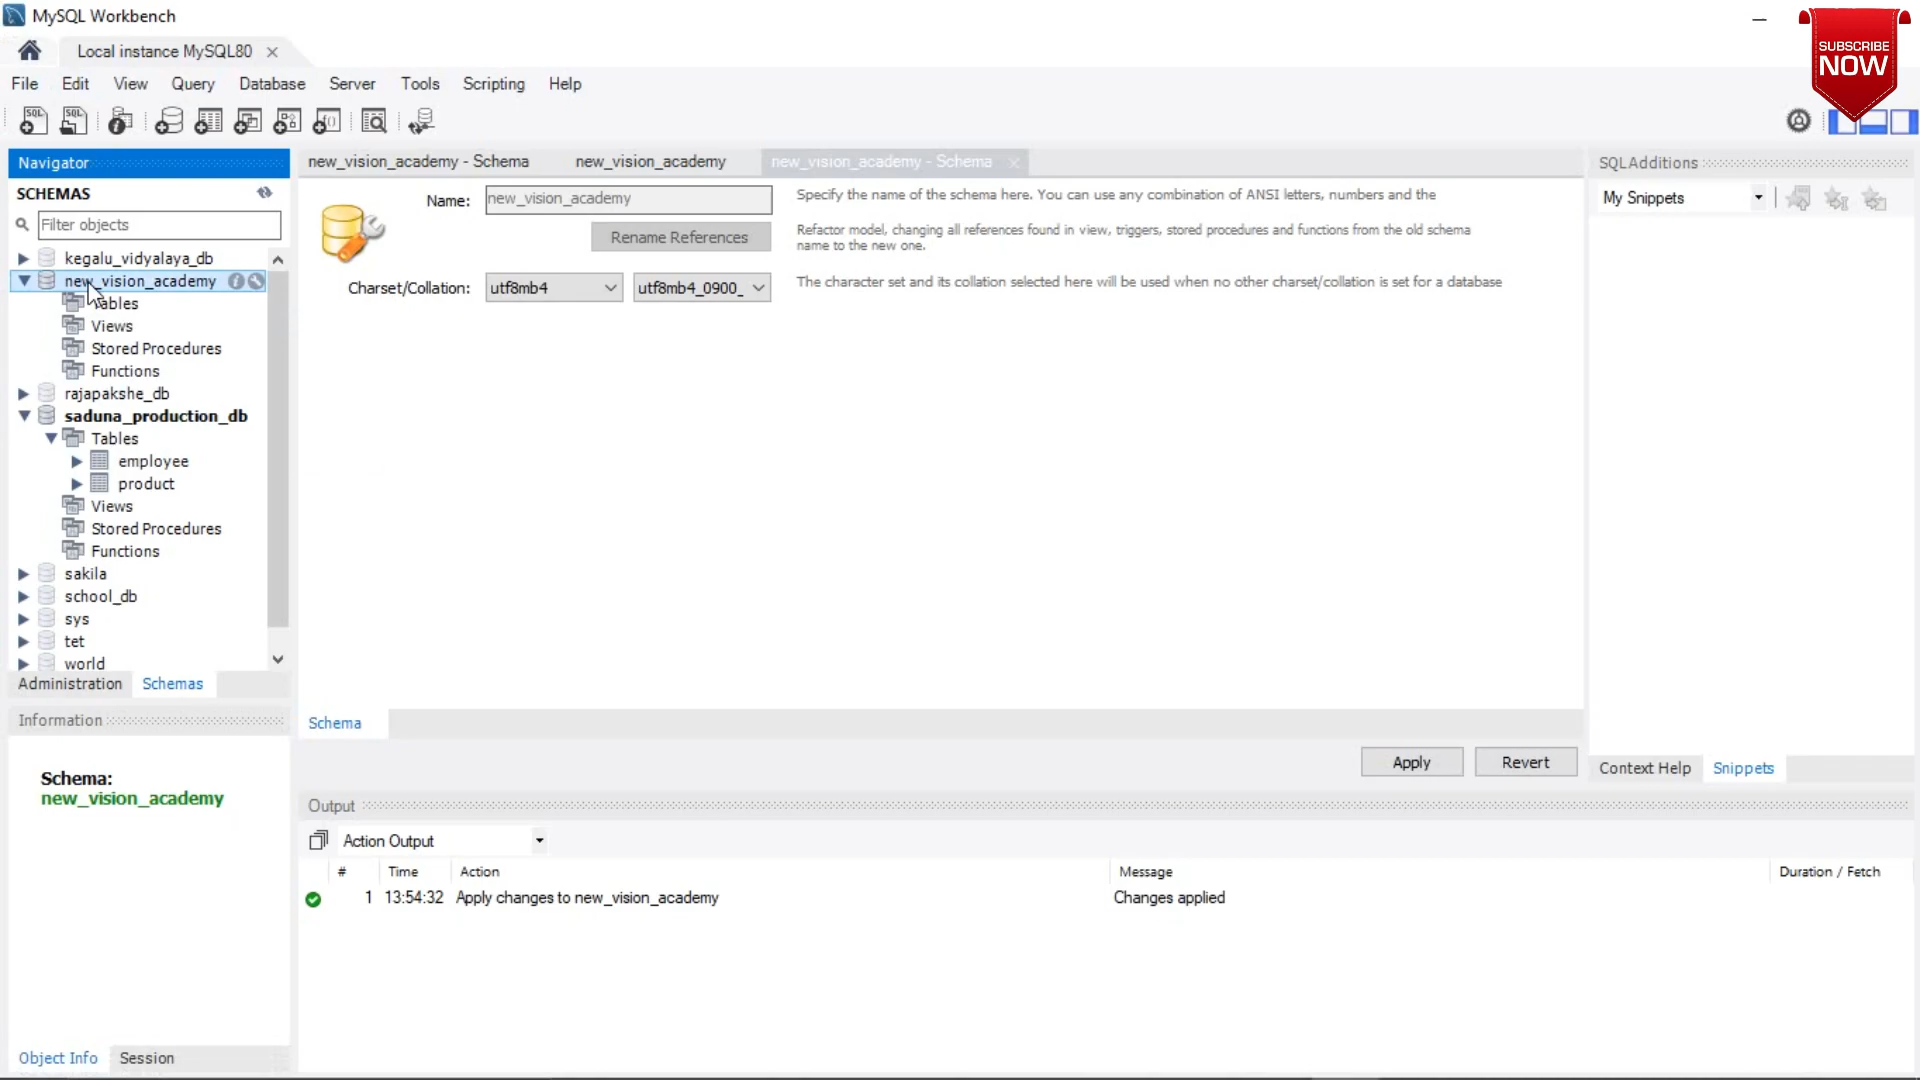 MySQL Workbench
SUBSCRIBE
NOW
Local instance MySQL80
File Edit View Query Database Server Tools Scripting Help
Navigator
SCHEMAS
Filter objects
kegalu_vidyalaya_db
new_vision_academy
Tables
Views
Stored Procedures
Functions
rajapakshe_db
saduna_production_db
Tables
employee
product
Views
Stored Procedures
Functions
sakila
school_db
sys
tet
world
Administration Schemas
Information
Schema:
new_vision_academy
Object Info Session
new_vision_academy - Schema new_vision_academy new_vision_academy - Schema
Name: new_vision_academy
Specify the name of the schema here. You can use any combination of ANSI letters, numbers and the
Rename References
Refactor model, changing all references found in view, triggers, stored procedures and functions from the old schema
name to the new one.
Charset/Collation: utf8mb4 utf8mb4_0900_
The character set and its collation selected here will be used when no other charset/collation is set for a database
Schema
Apply Revert
SQLAdditions
My Snippets
Context Help Snippets
Output
Action Output
# Time Action Message Duration / Fetch
1 13:54:32 Apply changes to new_vision_academy Changes applied